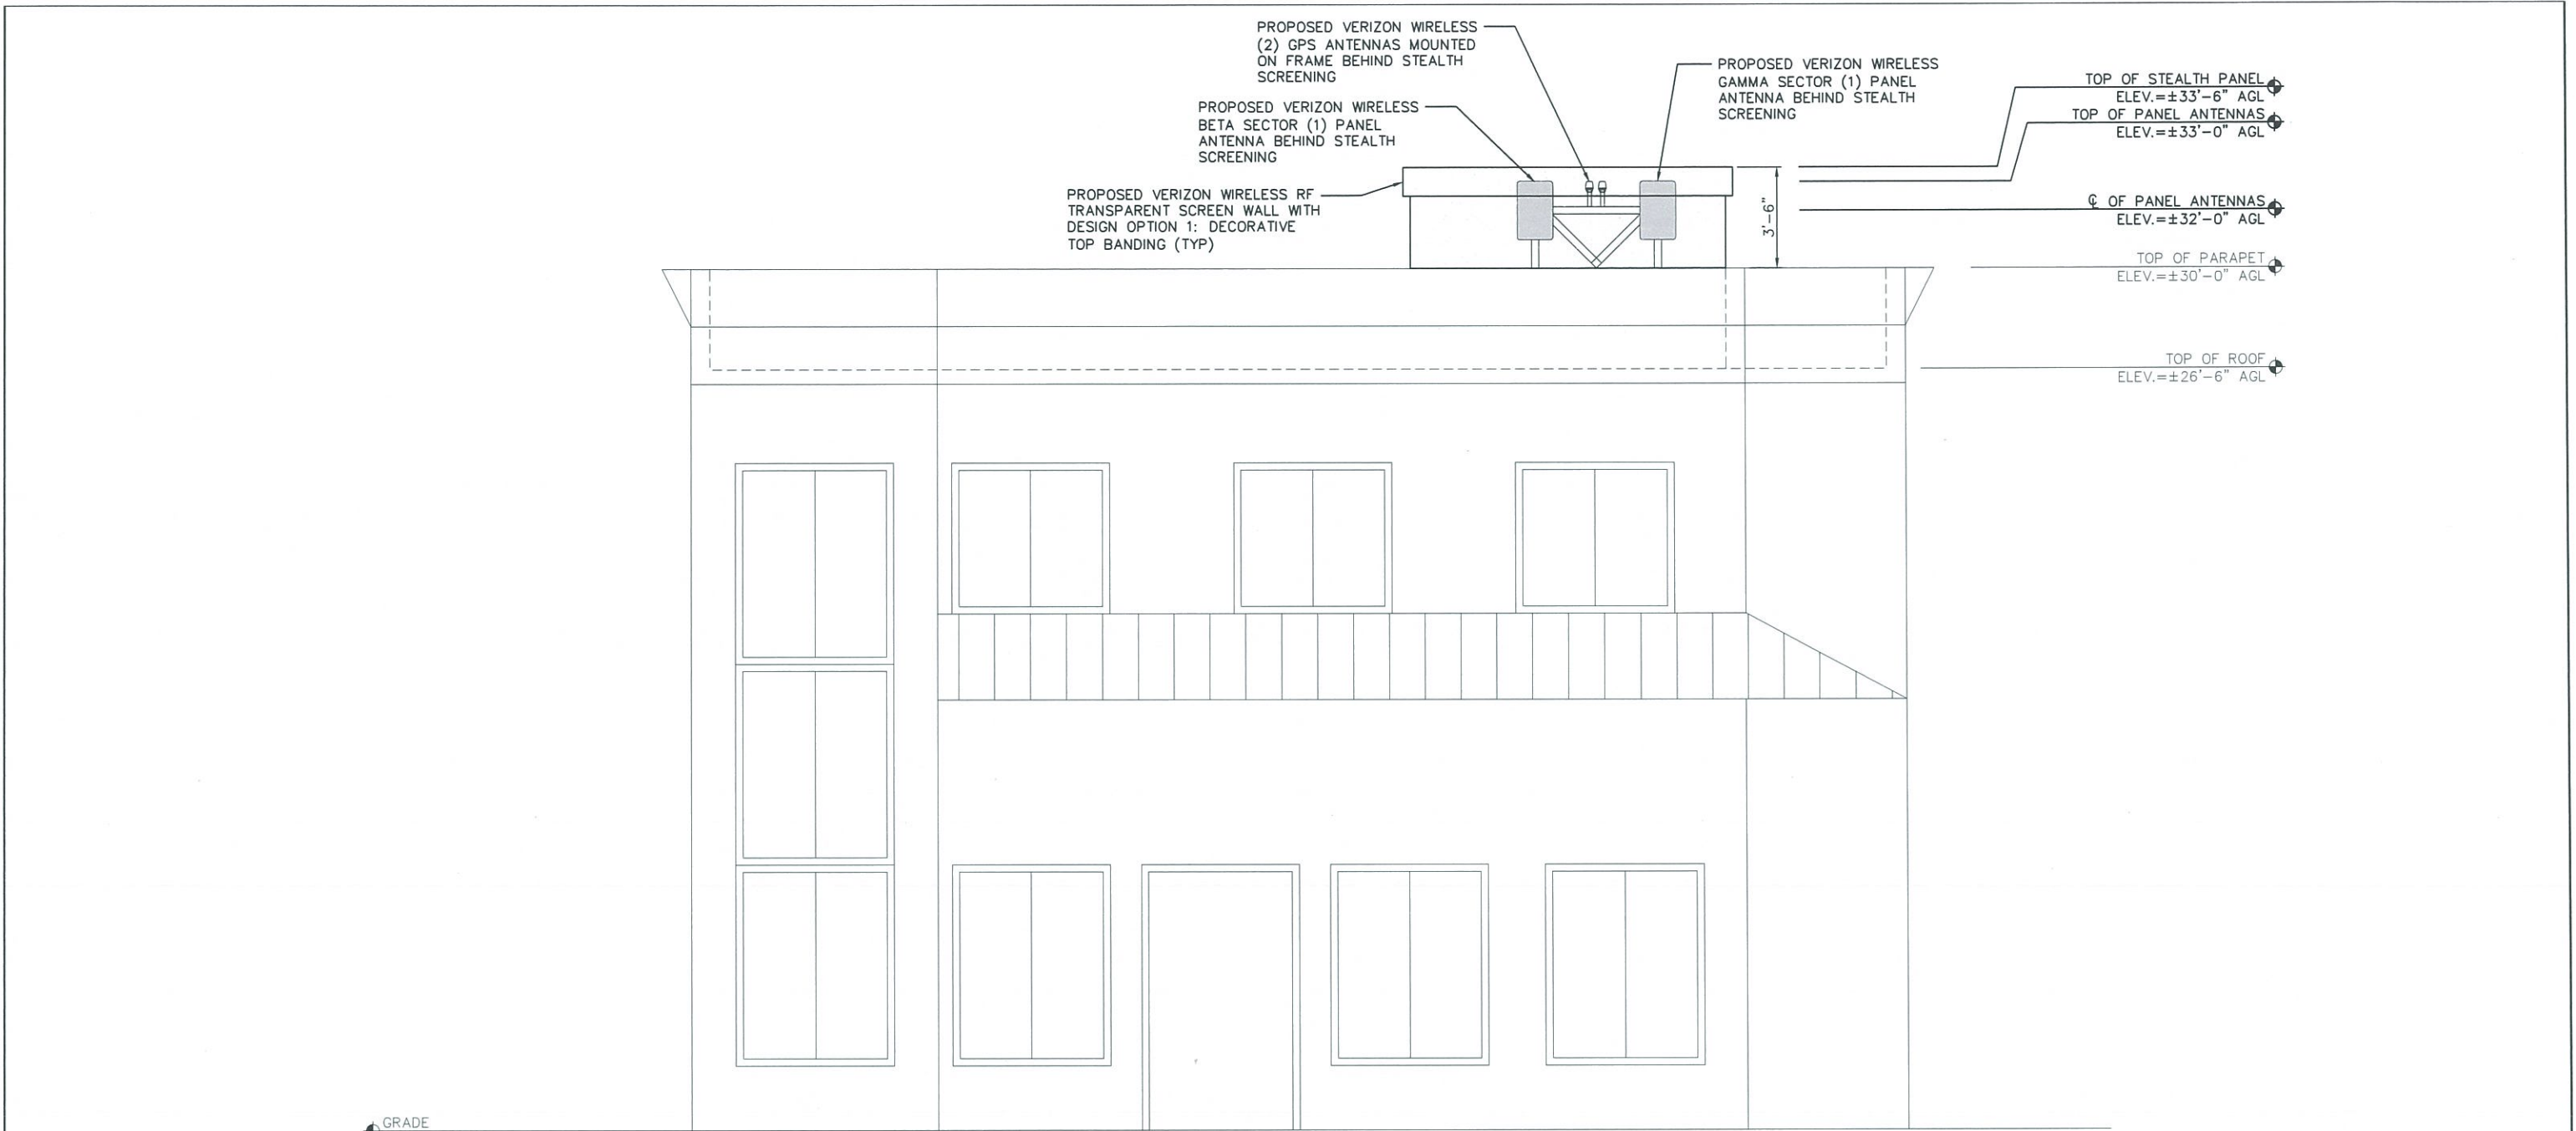 PROPOSED VERIZON WIRELESS
(2) GPS ANTENNAS MOUNTED
ON FRAME BEHIND STEALTH
SCREENING
PROPOSED VERIZON WIRELESS
GAMMA SECTOR (1) PANEL
ANTENNA BEHIND STEALTH
SCREENING
PROPOSED VERIZON WIRELESS
BETA SECTOR (1) PANEL
ANTENNA BEHIND STEALTH
SCREENING
PROPOSED VERIZON WIRELESS RF
TRANSPARENT SCREEN WALL WITH
DESIGN OPTION 1: DECORATIVE
TOP BANDING (TYP)
3'-6"
TOP OF STEALTH PANEL
ELEV.=±33'-6" AGL
TOP OF PANEL ANTENNAS
ELEV.=±33'-0" AGL
℄ OF PANEL ANTENNAS
ELEV.=±32'-0" AGL
TOP OF PARAPET
ELEV.=±30'-0" AGL
TOP OF ROOF
ELEV.=±26'-6" AGL
GRADE